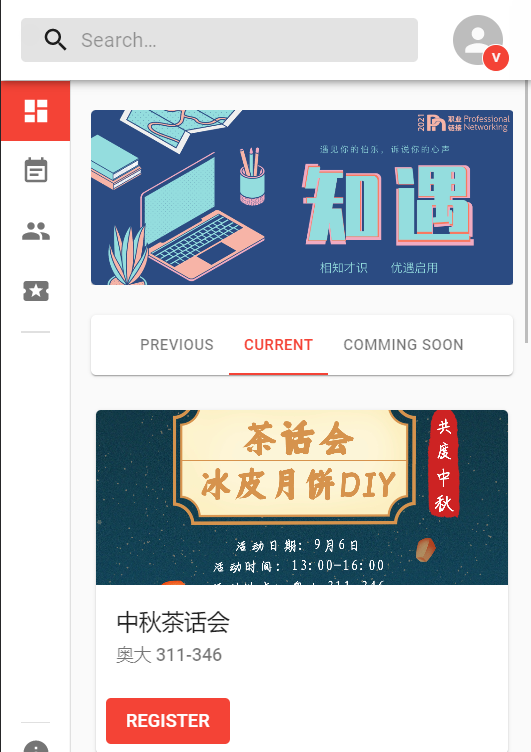 Search…
V
2021
职业链接
Professional Networking
遇见你的伯乐，诉说你的心声
知遇
相知才识 优遇启用
PREVIOUS
CURRENT
COMMING SOON
茶话会
冰皮月饼DIY
共度中秋
活动日期：9月6日
活动时间：13:00-16:00
中秋茶话会
奥大 311-346
REGISTER